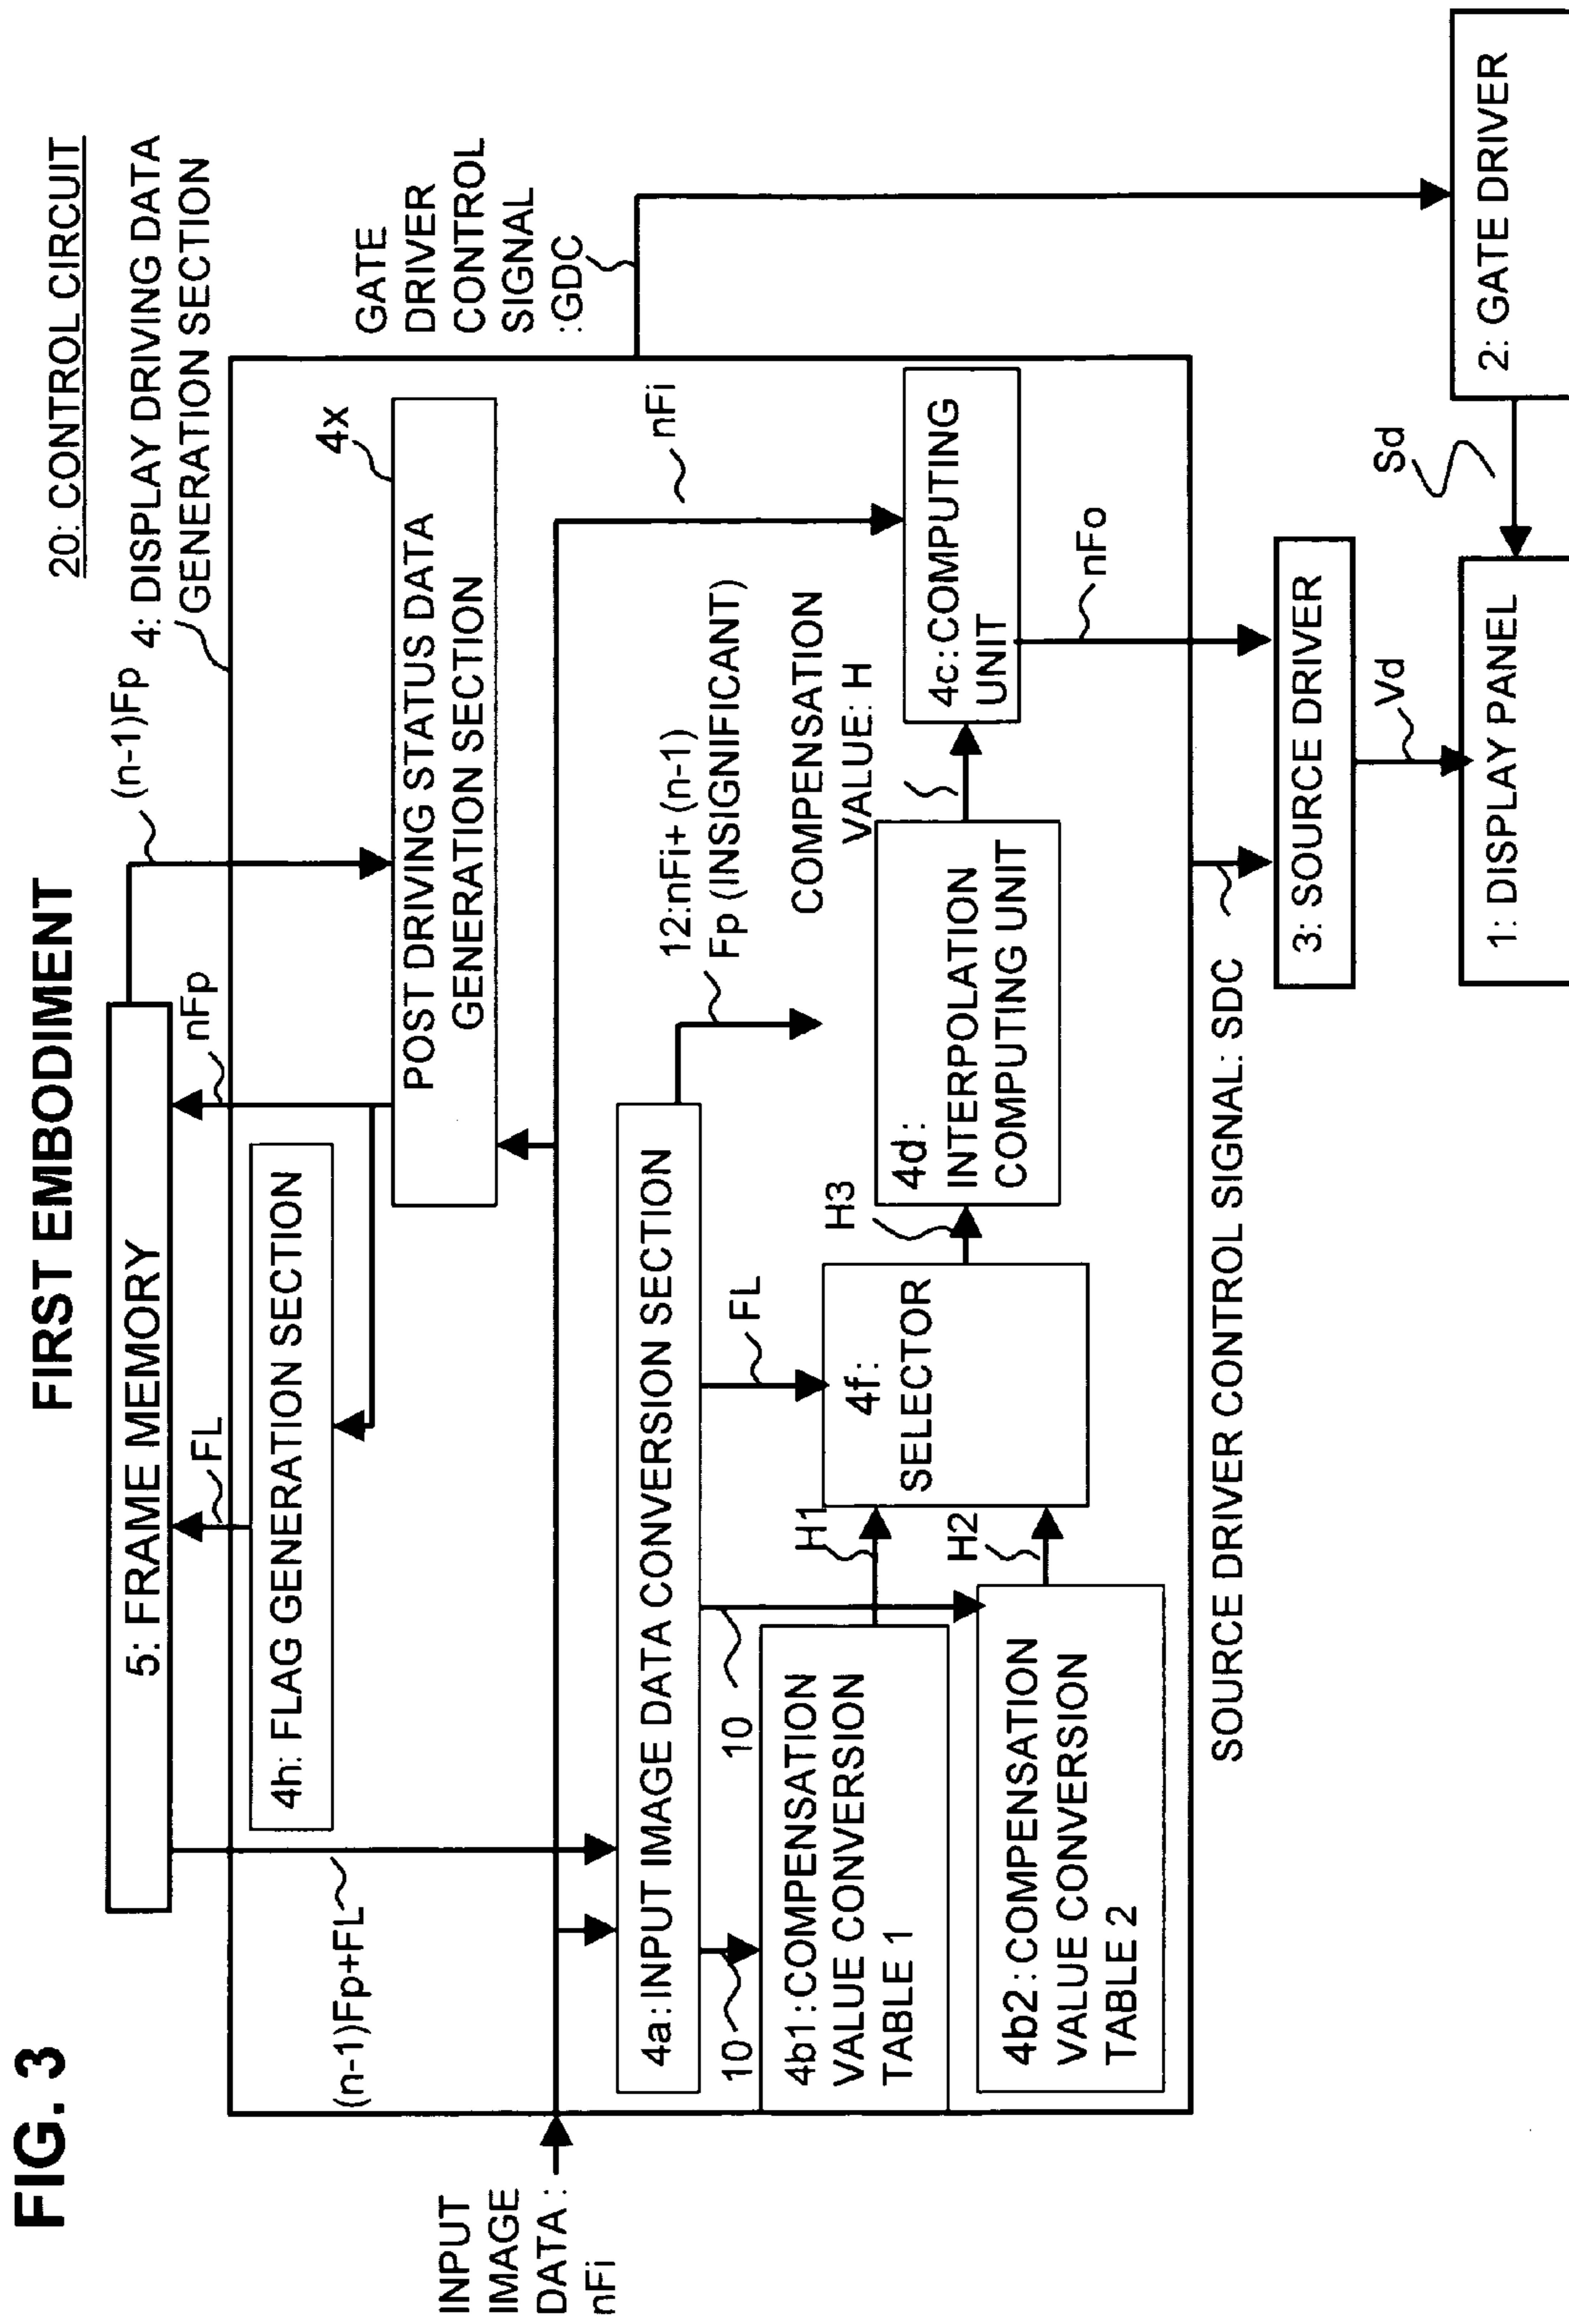 FIG. 3
FIRST EMBODIMENT
20: CONTROL CIRCUIT
5: FRAME MEMORY
4: DISPLAY DRIVING DATA
GENERATION SECTION
(n-1)Fp
nFp
FL
(n-1)Fp+FL
4h: FLAG GENERATION SECTION
4x
POST DRIVING STATUS DATA
GENERATION SECTION
GATE
DRIVER
CONTROL
SIGNAL
:GDC
INPUT
IMAGE
DATA :
nFi
nFi
4a:INPUT IMAGE DATA CONVERSION SECTION
12:nFi+ (n-1)
Fp (INSIGNIFICANT)
10
10
FL
4b1:COMPENSATION
VALUE CONVERSION
TABLE 1
H1
4b2:COMPENSATION
VALUE CONVERSION
TABLE 2
H2
4f:
SELECTOR
H3
4d:
INTERPOLATION
COMPUTING UNIT
COMPENSATION
VALUE: H
4c:COMPUTING
UNIT
nFo
SOURCE DRIVER CONTROL SIGNAL: SDC
3: SOURCE DRIVER
Vd
1: DISPLAY PANEL
Sd
2: GATE DRIVER